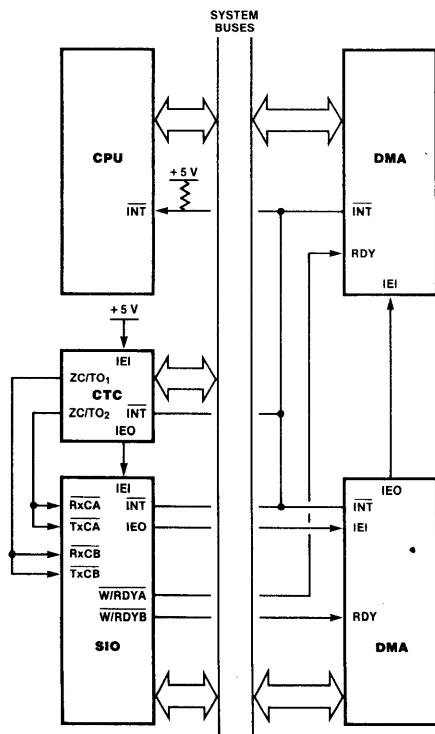 SYSTEM
BUSES
CPU
+5 V
INT
DMA
INT
RDY
IEI
+5 V
IEI
ZC/TO1
CTC
ZC/TO2
INT
IEO
IEI
RxCA
INT
TxCA
IEO
RxCB
TxCB
W/RDYA
W/RDYB
SIO
IEO
INT
IEI
RDY
DMA